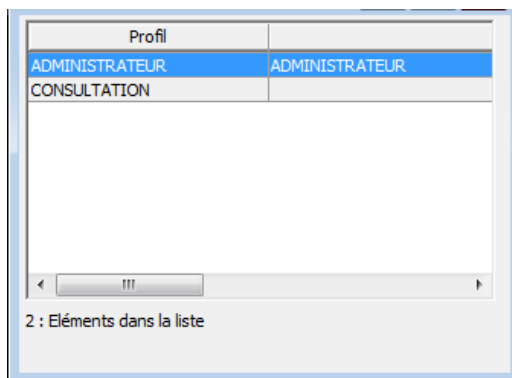 Profil
ADMINISTRATEUR ADMINISTRATEUR
CONSULTATION
2 : Eléments dans la liste